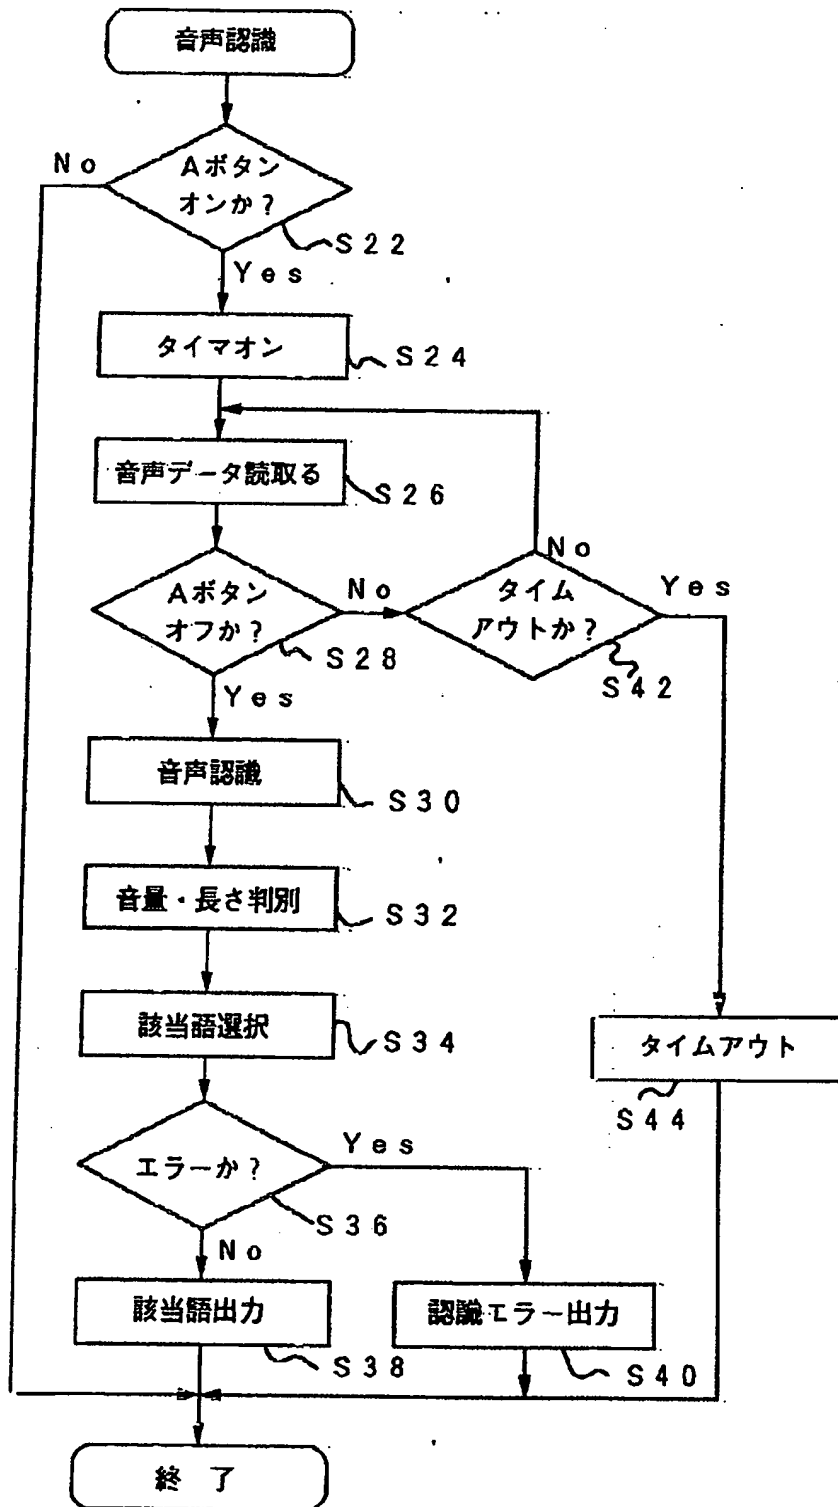 音声認識
No
Aボタン
オンか?
S22
Yes
タイマオン
S24
音声データ読取る
S26
Aボタン
オフか?
S28
No
タイム
アウトか?
S42
No
Yes
Yes
音声認識
S30
音量・長さ判別
S32
該当語選択
S34
タイムアウト
S44
エラーか?
S36
Yes
No
該当語出力
S38
認識エラー出力
S40
終 了